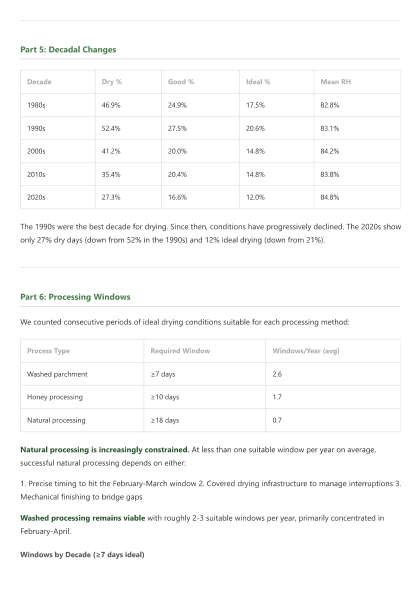 Part 5: Decadal Changes
Decade Dry % Good % Ideal % Mean RH
1980s 46.9% 24.9% 17.5% 82.8%
1990s 52.4% 27.5% 20.6% 83.1%
2000s 41.2% 20.0% 14.8% 84.2%
2010s 35.4% 20.4% 14.8% 83.8%
2020s 27.3% 16.6% 12.0% 84.8%
The 1990s were the best decade for drying. Since then, conditions have progressively declined. The 2020s show
only 27% dry days (down from 52% in the 1990s) and 12% ideal drying (down from 21%).
Part 6: Processing Windows
We counted consecutive periods of ideal drying conditions suitable for each processing method:
Process Type Required Window Windows/Year (avg)
Washed parchment ≥7 days 2.6
Honey processing ≥10 days 1.7
Natural processing ≥18 days 0.7
Natural processing is increasingly constrained. At less than one suitable window per year on average,
successful natural processing depends on either:
1. Precise timing to hit the February-March window 2. Covered drying infrastructure to manage interruptions 3.
Mechanical finishing to bridge gaps
Washed processing remains viable with roughly 2-3 suitable windows per year, primarily concentrated in
February-April.
Windows by Decade (≥7 days ideal)